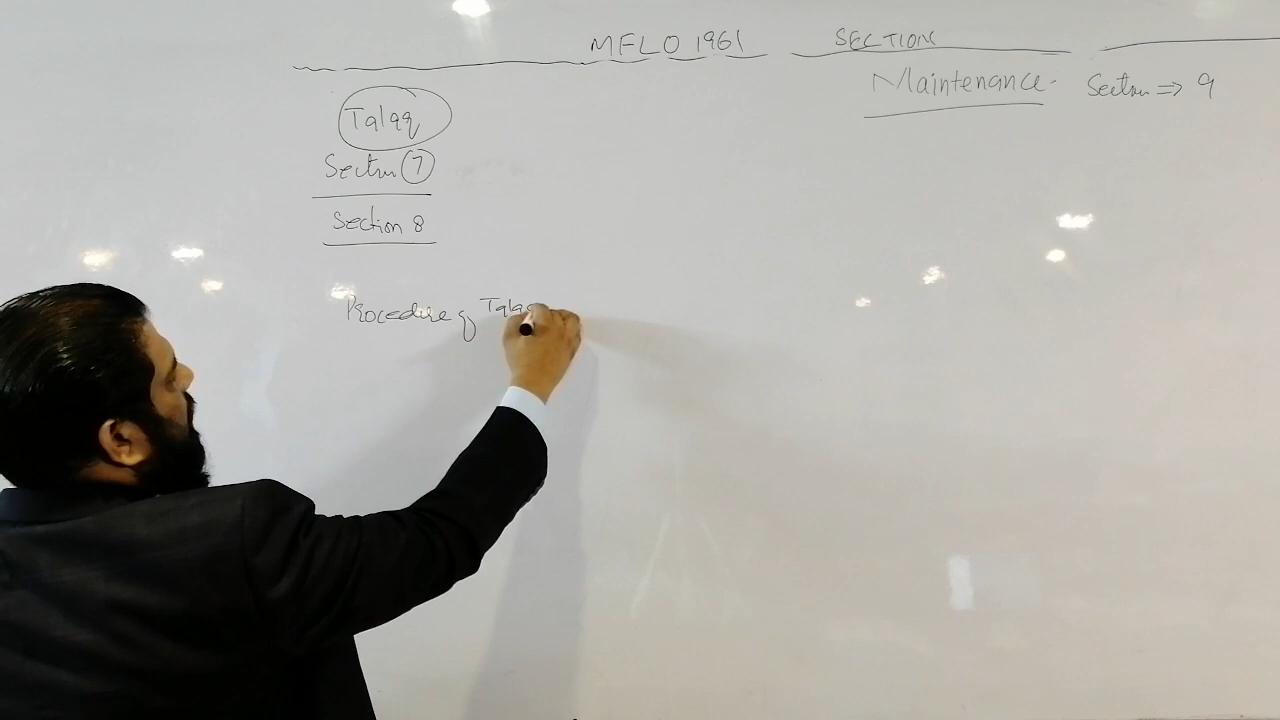 MFLO 1961 SECTION
Talaq
Section 7
Section 8
Maintenance. Section => 9
Procedure of Talaq